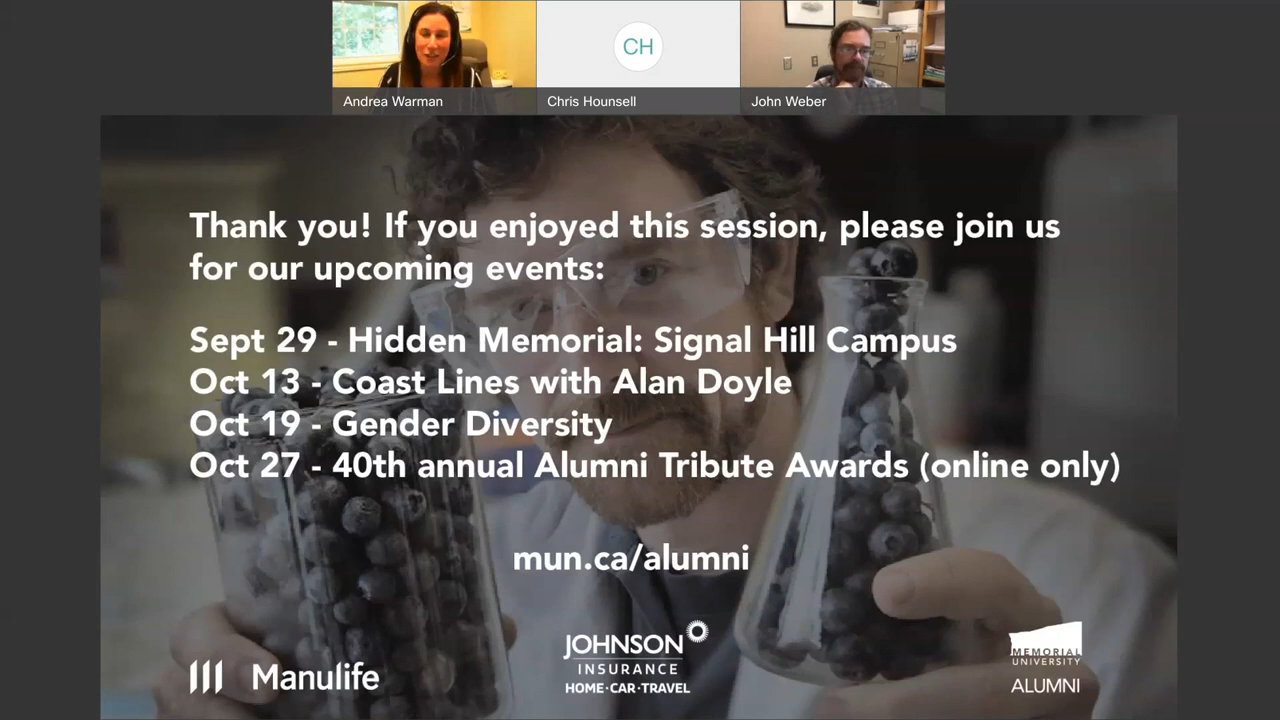 CH
Andrea Warman
Chris Hounsell
John Weber
Thank you! If you enjoyed this session, please join us
for our upcoming events:
Sept 29 - Hidden Memorial: Signal Hill Campus
Oct 13 - Coast Lines with Alan Doyle
Oct 19 - Gender Diversity
Oct 27 - 40th annual Alumni Tribute Awards (online only)
mun.ca/alumni
Manulife
JOHNSON
INSURANCE
HOME·CAR·TRAVEL
MEMORIAL
UNIVERSITY
ALUMNI